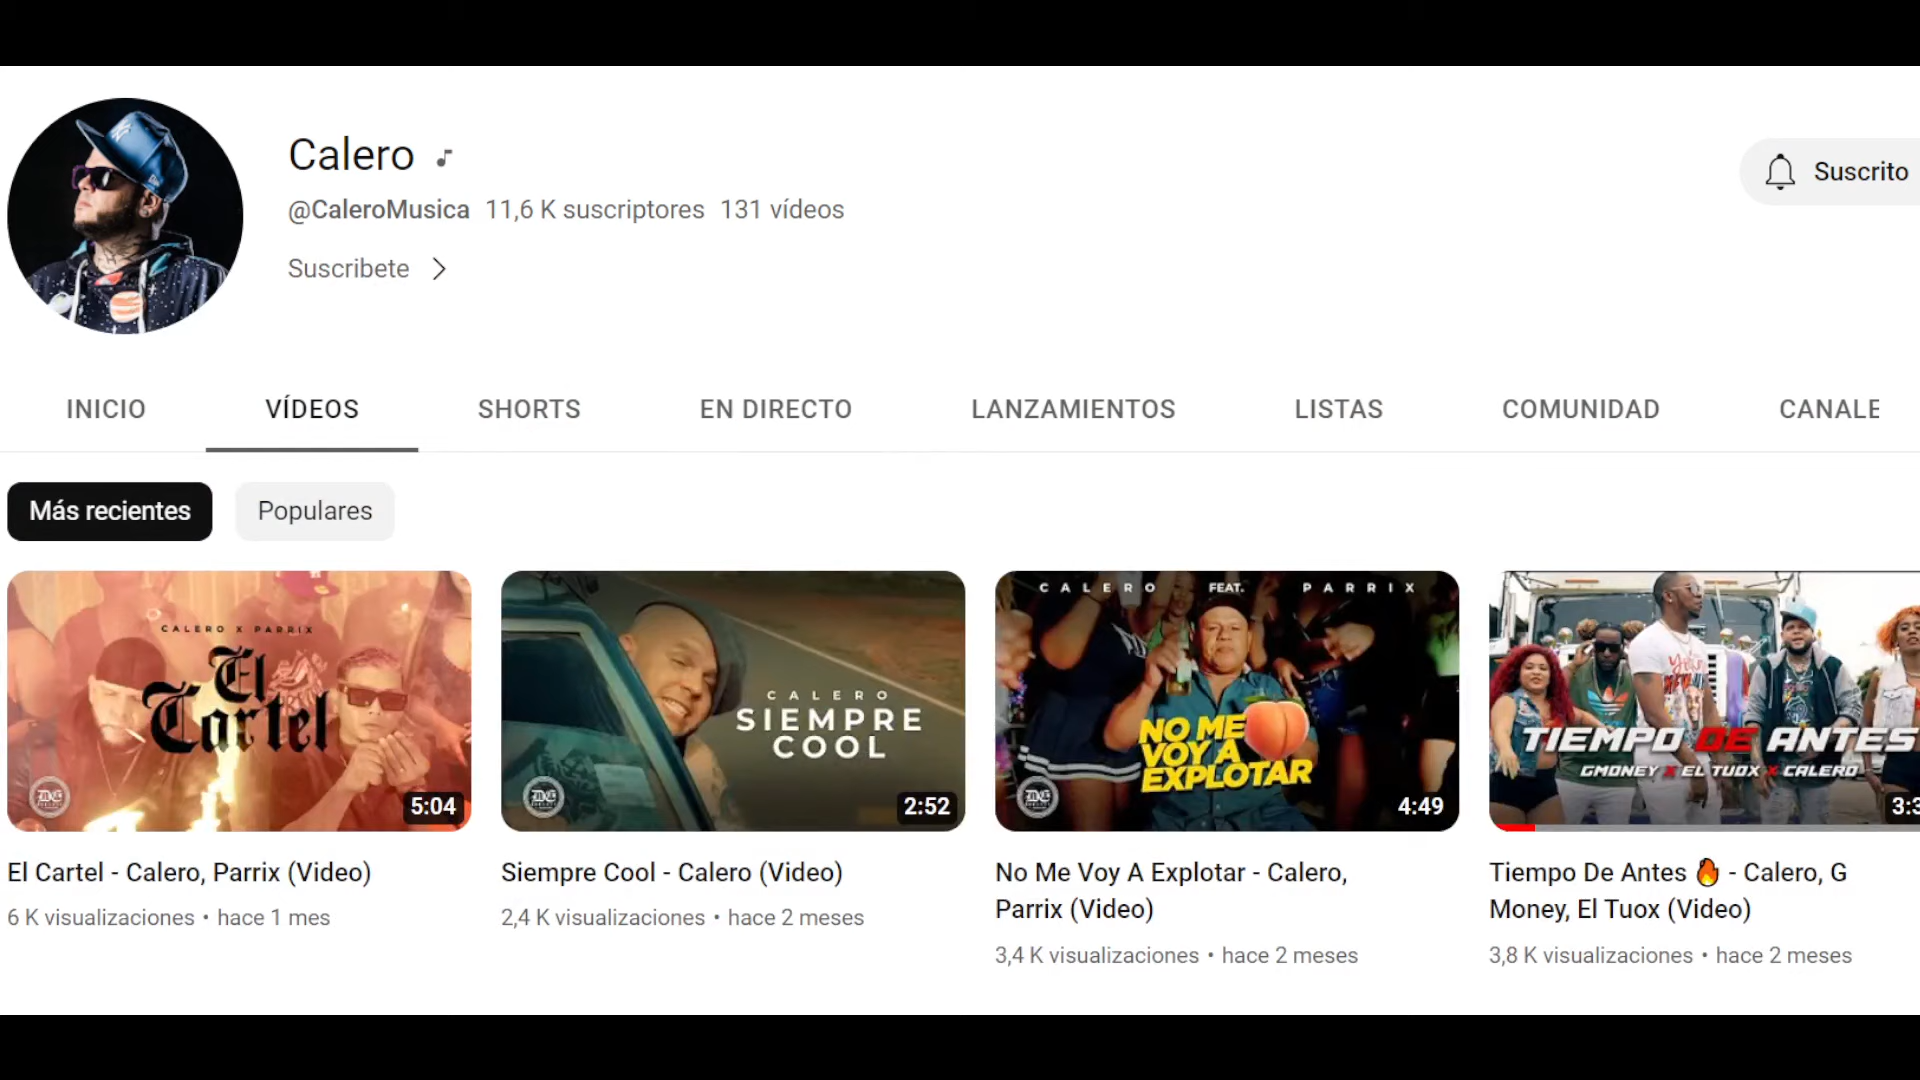 Calero
@CaleroMusica 11,6 K suscriptores 131 vídeos
Suscribete
Suscrito
INICIO VÍDEOS SHORTS EN DIRECTO LANZAMIENTOS LISTAS COMUNIDAD CANALE
Más recientes Populares
CALERO X PARRIX
El
Cartel
5:04
CALERO
SIEMPRE
COOL
2:52
CALERO FEAT. PARRIX
NO ME
VOY A
EXPLOTAR
4:49
TIEMPO DE ANTES
GMONEY X EL TUOX X CALERO
3:3
El Cartel - Calero, Parrix (Video)
6 K visualizaciones • hace 1 mes
Siempre Cool - Calero (Video)
2,4 K visualizaciones • hace 2 meses
No Me Voy A Explotar - Calero,
Parrix (Video)
3,4 K visualizaciones • hace 2 meses
Tiempo De Antes 🔥 - Calero, G
Money, El Tuox (Video)
3,8 K visualizaciones • hace 2 meses